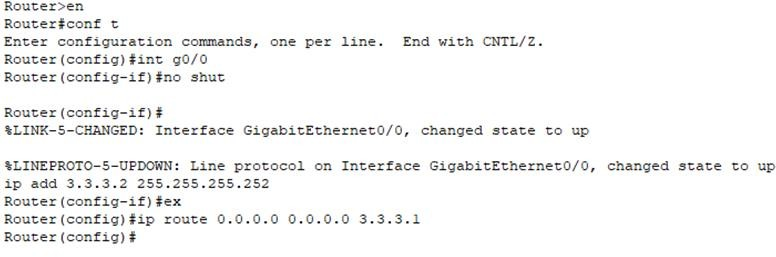 Router>en
Router#conf t
Enter configuration commands, one per line.  End with CNTL/Z.
Router(config)#int g0/0
Router(config-if)#no shut

Router(config-if)#
%LINK-5-CHANGED: Interface GigabitEthernet0/0, changed state to up

%LINEPROTO-5-UPDOWN: Line protocol on Interface GigabitEthernet0/0, changed state to up
ip add 3.3.3.2 255.255.255.252
Router(config-if)#ex
Router(config)#ip route 0.0.0.0 0.0.0.0 3.3.3.1
Router(config)#